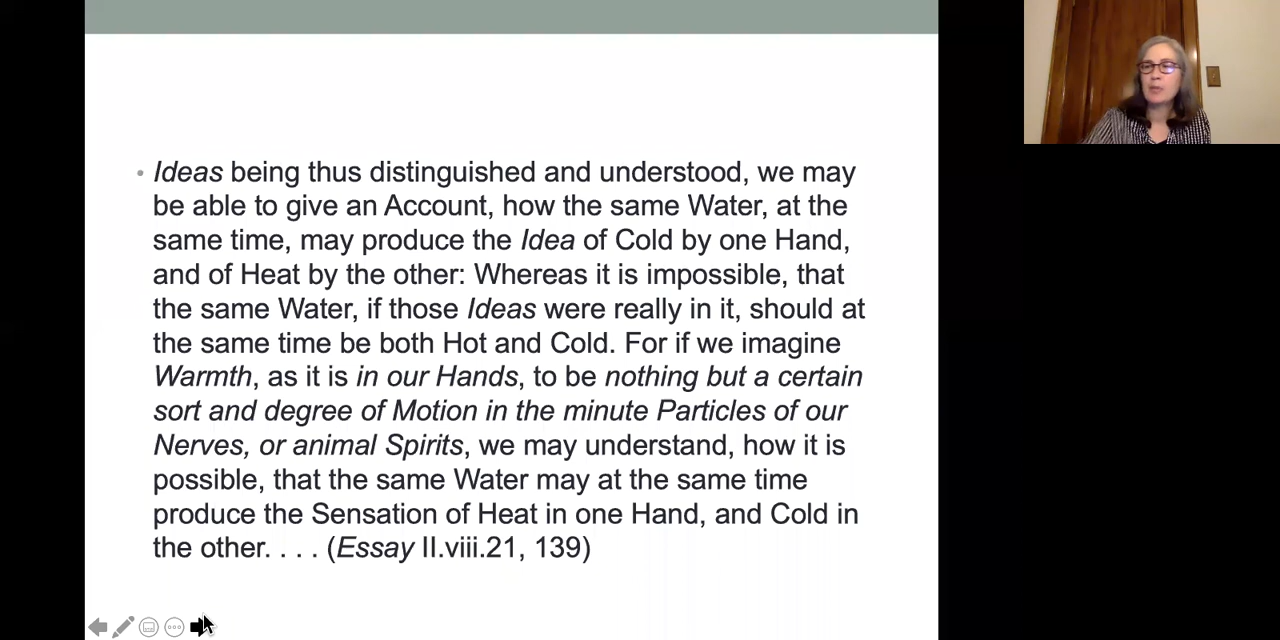 • Ideas being thus distinguished and understood, we may
be able to give an Account, how the same Water, at the
same time, may produce the Idea of Cold by one Hand,
and of Heat by the other: Whereas it is impossible, that
the same Water, if those Ideas were really in it, should at
the same time be both Hot and Cold. For if we imagine
Warmth, as it is in our Hands, to be nothing but a certain
sort and degree of Motion in the minute Particles of our
Nerves, or animal Spirits, we may understand, how it is
possible, that the same Water may at the same time
produce the Sensation of Heat in one Hand, and Cold in
the other. . . . (Essay II.viii.21, 139)